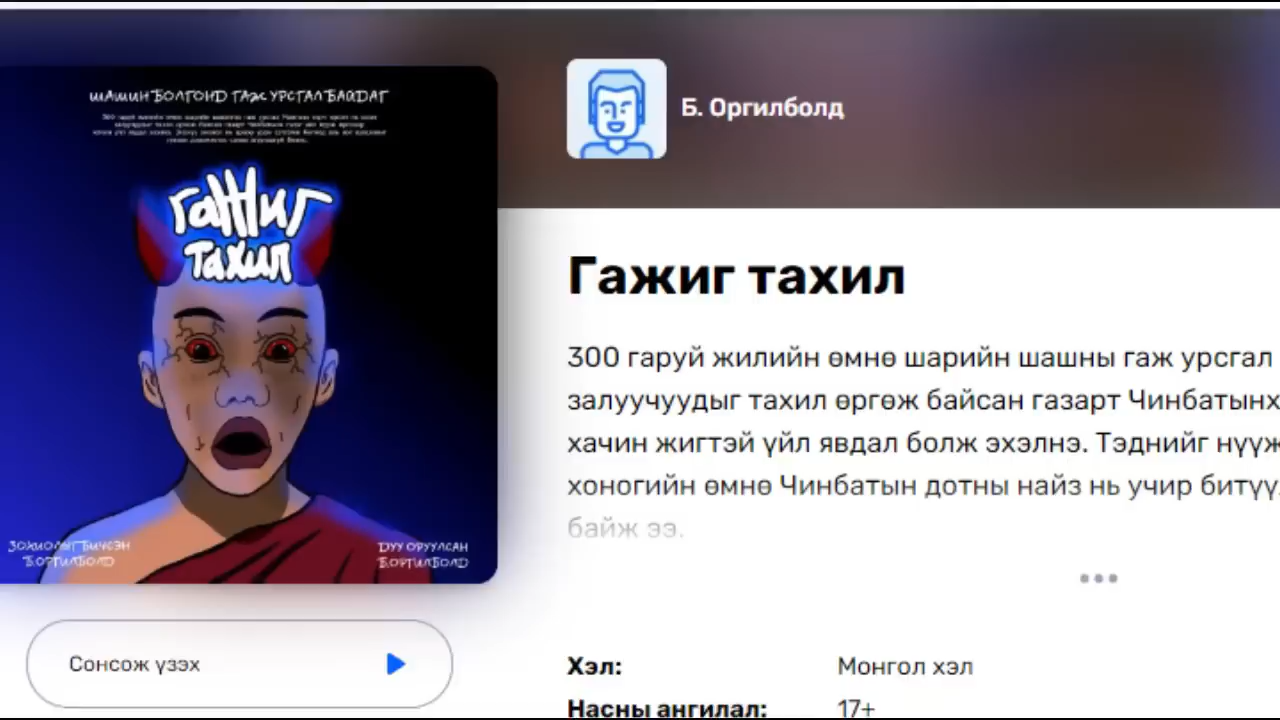 ШАШИН БОЛГОНД ГАЖ УРСГАЛ БАЙДАГ
гажиг
тахил
ЗОХИОЛЫГ БИЧСЭН
Б.ОРГИЛБОЛД
ДУУ ОРУУЛСАН
Б.ОРГИЛБОЛД
Сонсож үзэх
Б. Оргилболд
Гажиг тахил
300 гаруй жилийн өмнө шарийн шашны гаж урсгал
залуучуудыг тахил өргөж байсан газарт Чинбатынх
хачин жигтэй үйл явдал болж эхэлнэ. Тэднийг нүүж
хоногийн өмнө Чинбатын дотны найз нь учир битүү
байж ээ.
Хэл: Монгол хэл
Насны ангилал: 17+